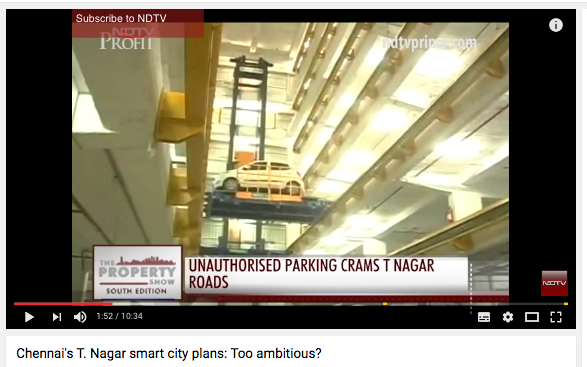 Subscribe to NDTV
NDTV
PROFIT
ndtvprime.com
THE
PROPERTY
SHOW
SOUTH EDITION
UNAUTHORISED PARKING CRAMS T NAGAR
ROADS
NDTV
1:52 / 10:34
Chennai's T. Nagar smart city plans: Too ambitious?